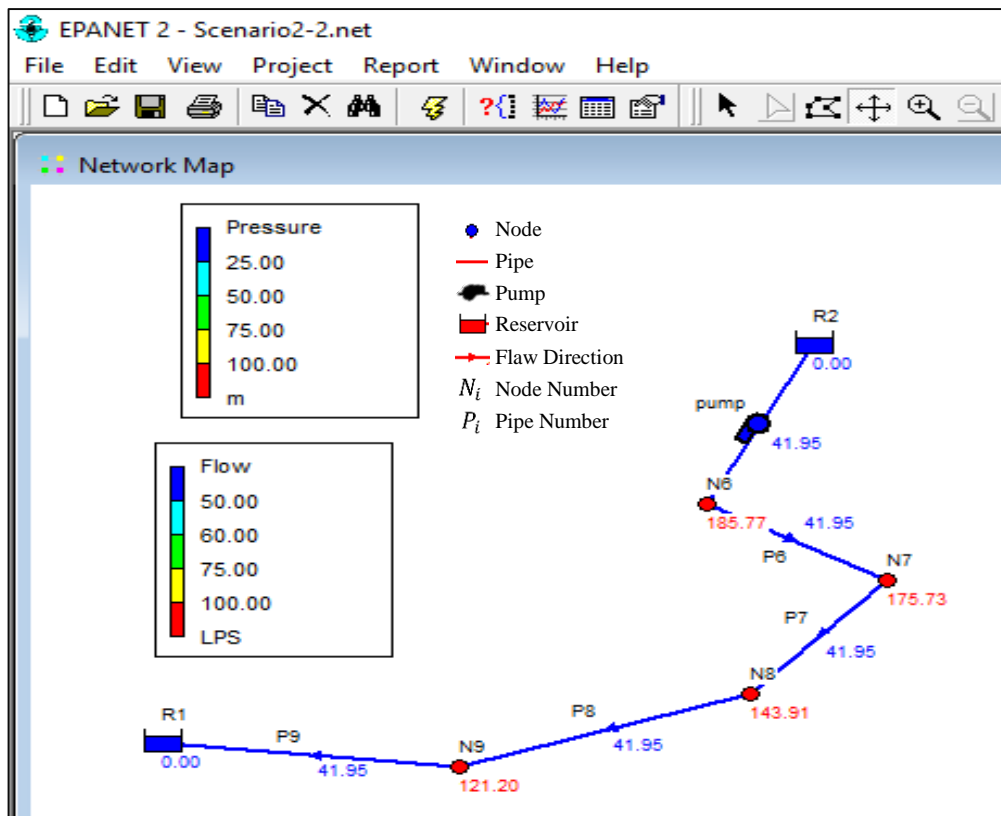 EPANET 2 - Scenario2-2.net
File Edit View Project Report Window Help
?{}
Network Map
Pressure
25.00
50.00
75.00
100.00
m
Node
Pipe
Pump
Reservoir
Flaw Direction
Nᵢ Node Number
Pᵢ Pipe Number
Flow
50.00
60.00
75.00
100.00
LPS
R2
0.00
pump
41.95
N6
185.77
41.95
P6
N7
175.73
P7
41.95
N8
143.91
P8
41.95
N9
121.20
P9
41.95
R1
0.00